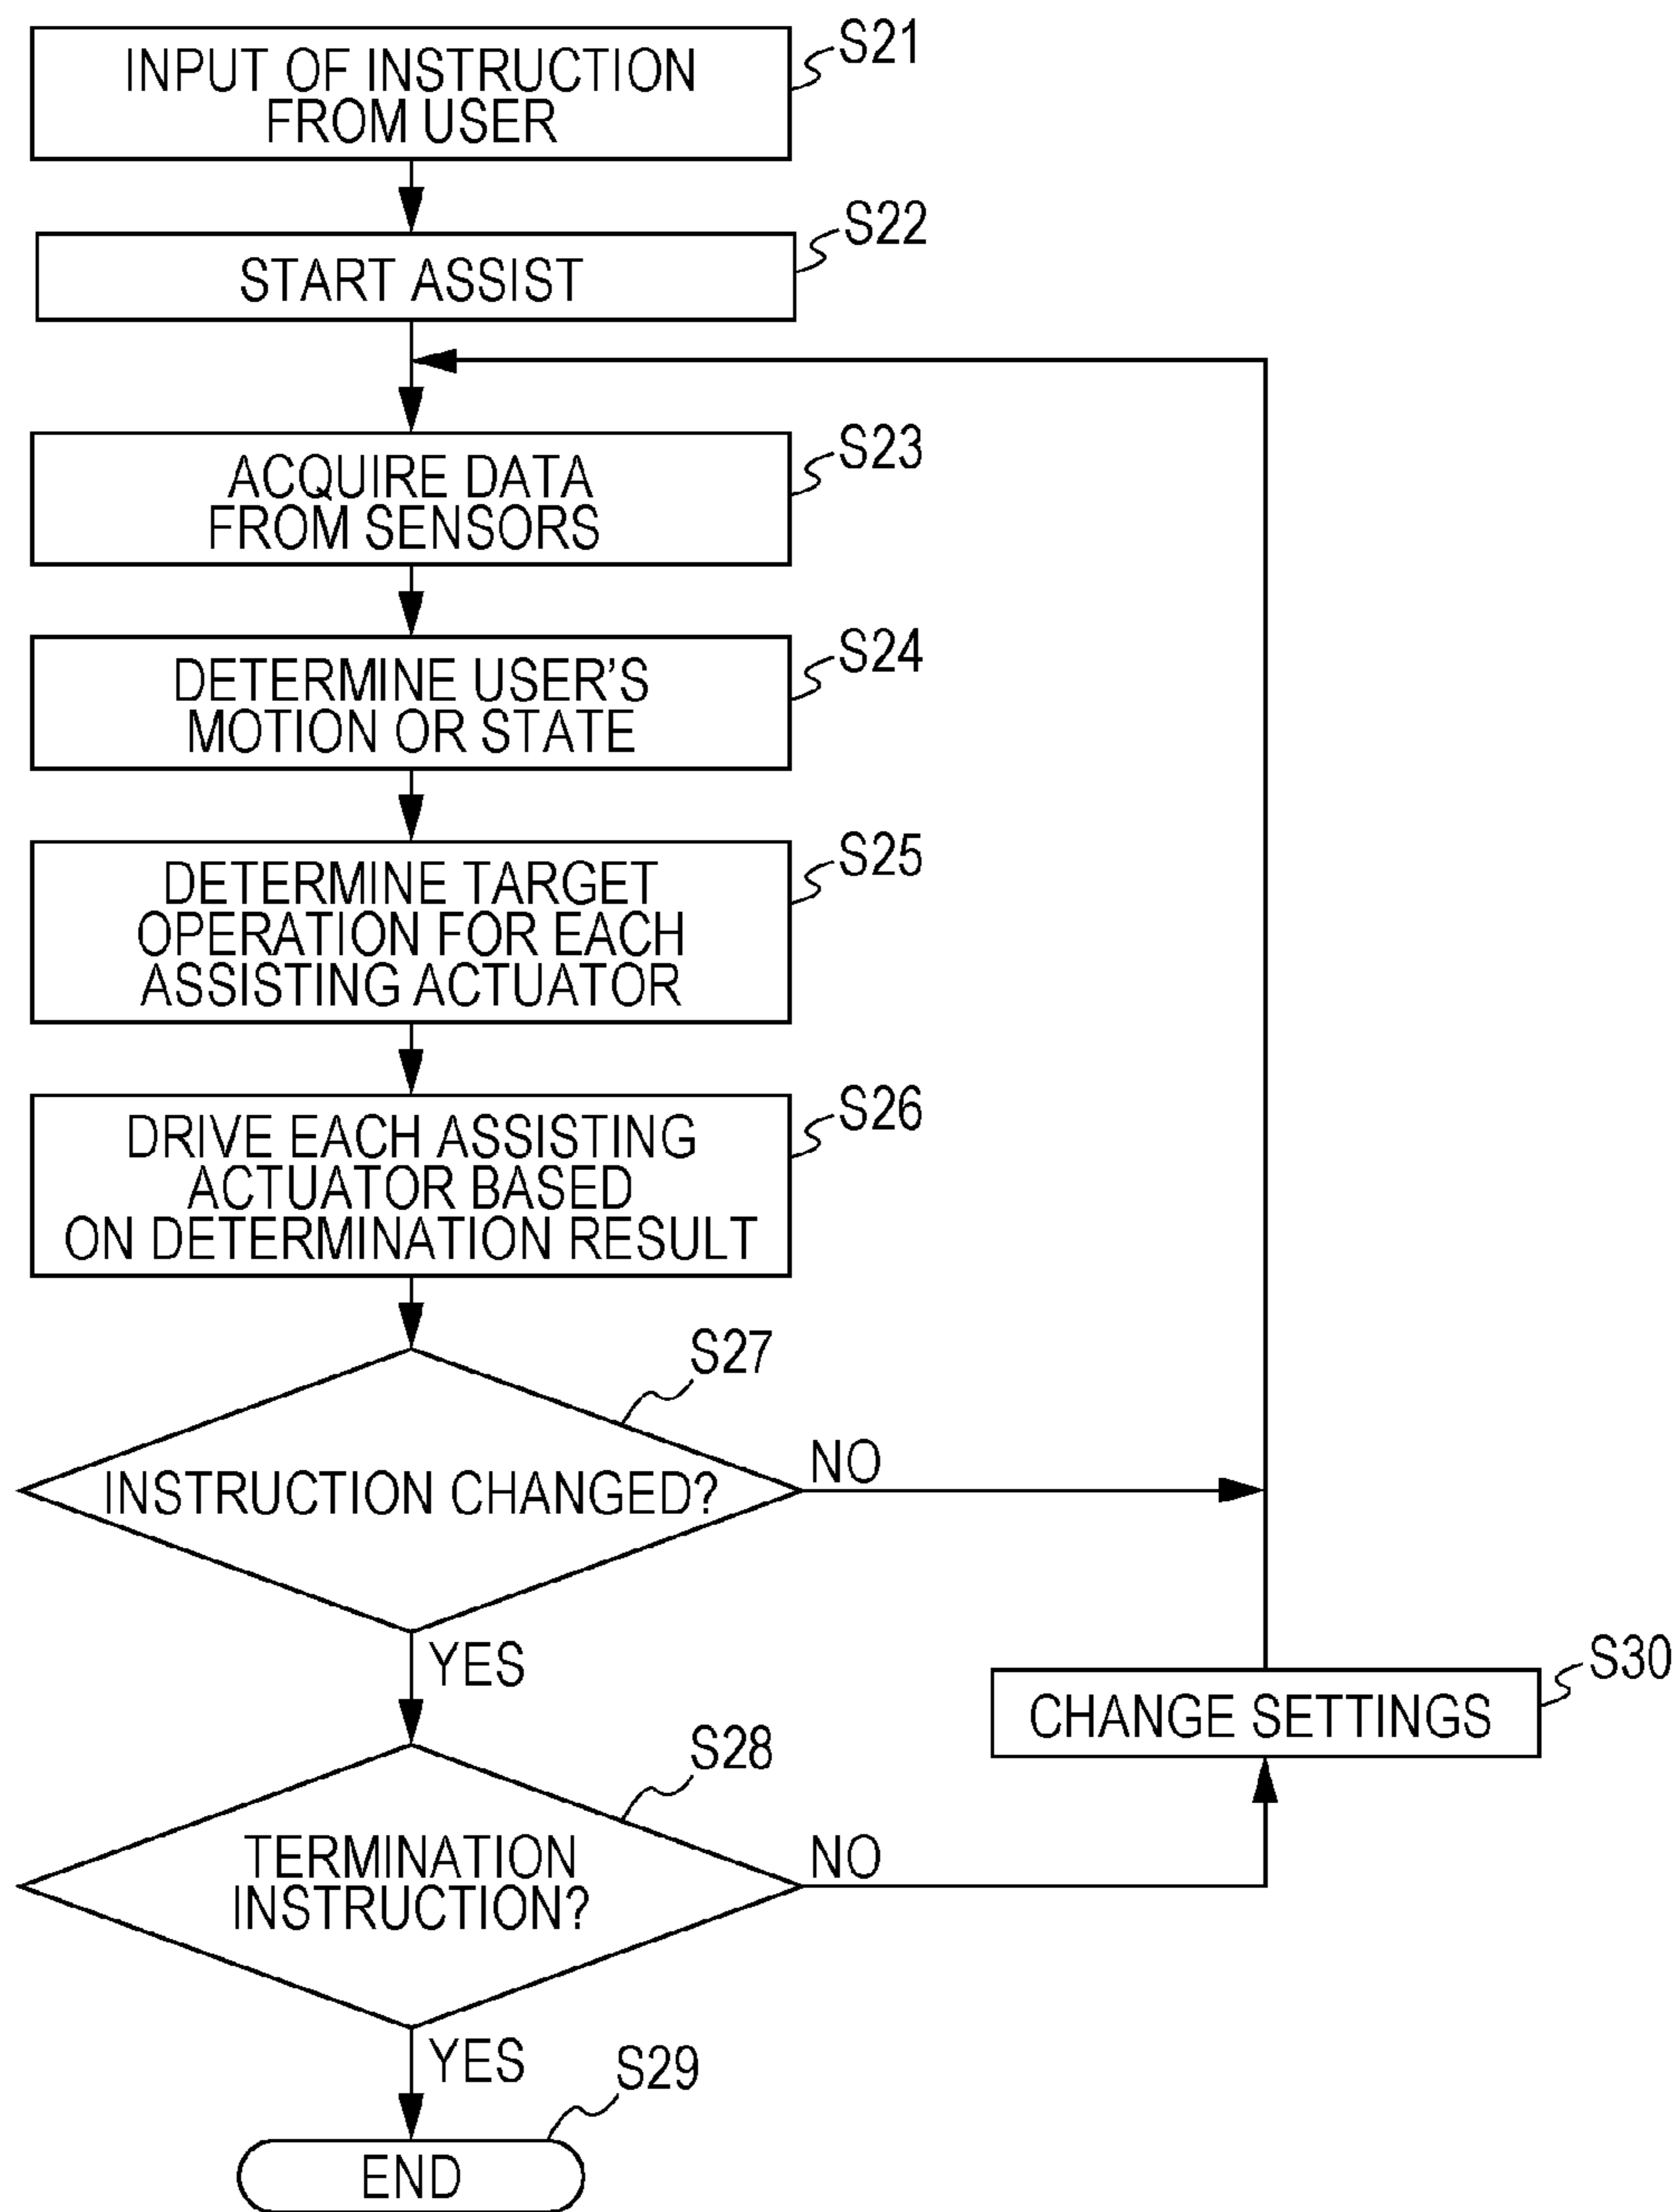 INPUT OF INSTRUCTION
FROM USER
S21
START ASSIST
S22
ACQUIRE DATA
FROM SENSORS
S23
DETERMINE USER'S
MOTION OR STATE
S24
DETERMINE TARGET
OPERATION FOR EACH
ASSISTING ACTUATOR
S25
DRIVE EACH ASSISTING
ACTUATOR BASED
ON DETERMINATION RESULT
S26
S27
INSTRUCTION CHANGED?
NO
YES
S30
CHANGE SETTINGS
S28
TERMINATION
INSTRUCTION?
NO
YES
S29
END